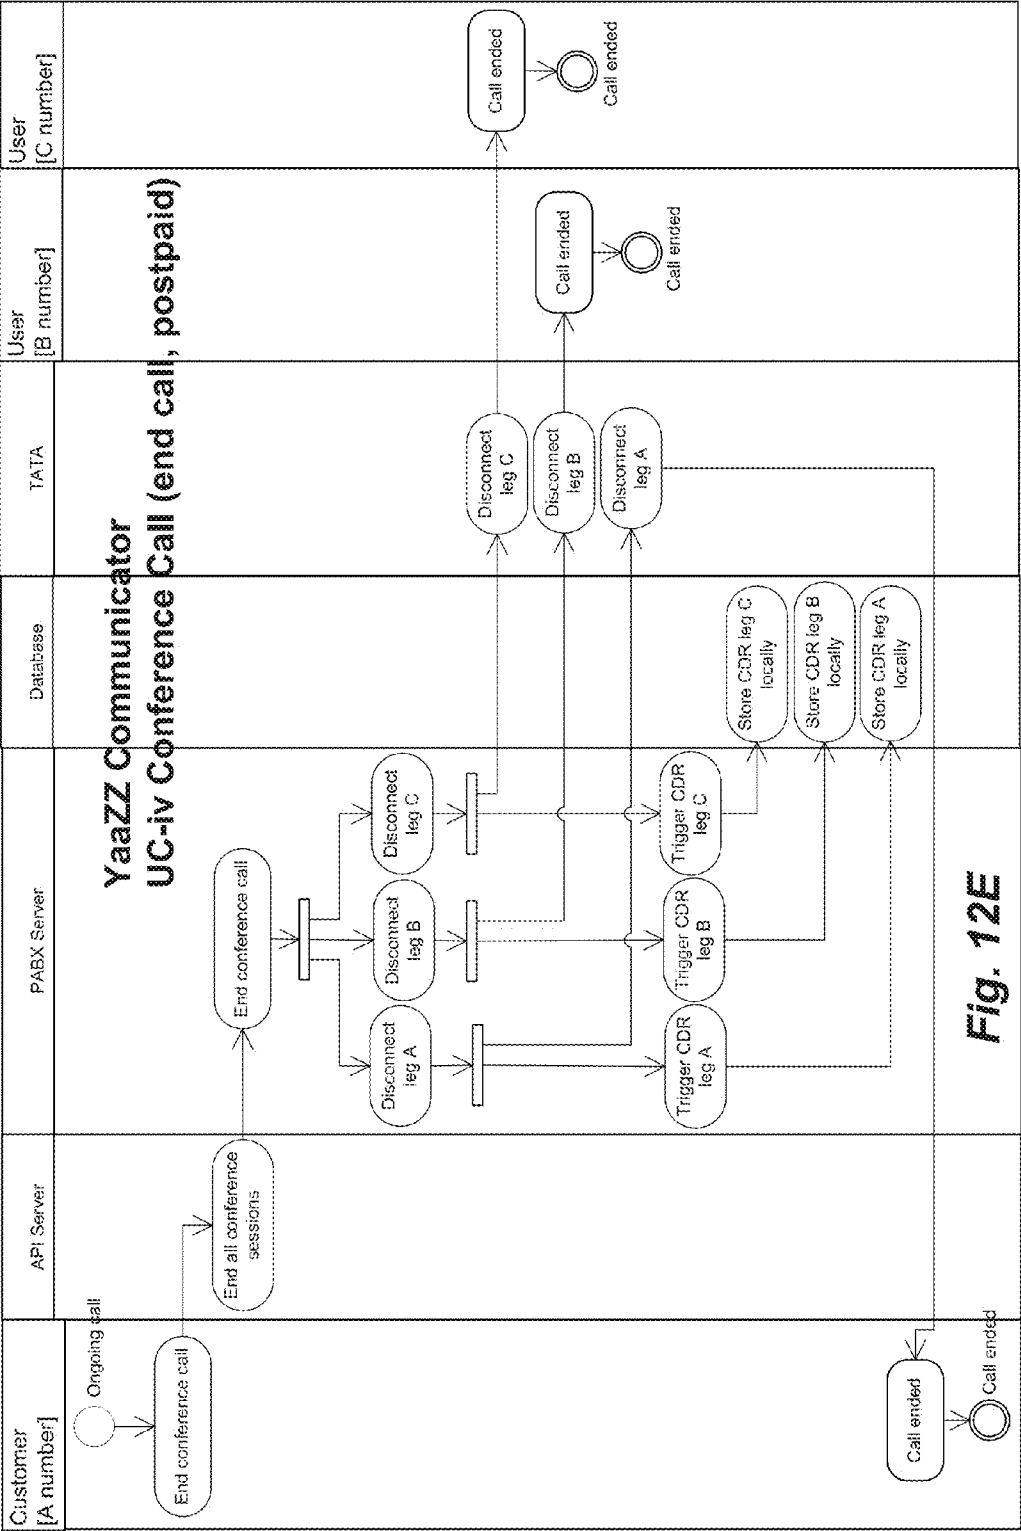 YaaZZ Communicator
UC-iv Conference Call (end call, postpaid)
Customer
[A number]
API Server
PABX Server
Database
TATA
User
[B number]
User
[C number]
Ongoing call
End conference call
End all conference
sessions
End conference call
Disconnect
leg A
Disconnect
leg B
Disconnect
leg C
Disconnect
leg C
Disconnect
leg B
Disconnect
leg A
Call ended
Call ended
Call ended
Call ended
Trigger CDR
leg A
Trigger CDR
leg B
Trigger CDR
leg C
Store CDR leg C
locally
Store CDR leg B
locally
Store CDR leg A
locally
Call ended
Call ended
Fig. 12E